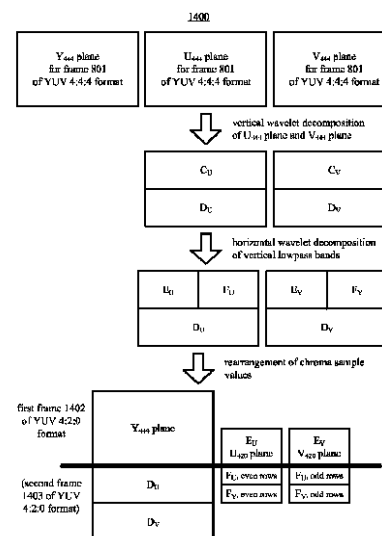 1400
Y444 plane
for frame 801
of YUV 4:4:4 format
U444 plane
for frame 801
of YUV 4:4:4 format
V444 plane
for frame 801
of YUV 4:4:4 format
vertical wavelet decomposition
of U444 plane and V444
plane
CU
CV
DU
DV
horizontal wavelet decomposition
of vertical lowpass bands
EU
FU
EV
FV
DU
DV
rearrangement of chroma sample
values
first frame 1402
of YUV 4:2:0
format
Y444 plane
EU
U420 plane
EV
V420 plane
(second frame
1403 of YUV
4:2:0 format)
DU
DV
FU, even rows
FV, even rows
FU, odd rows
FV, odd rows